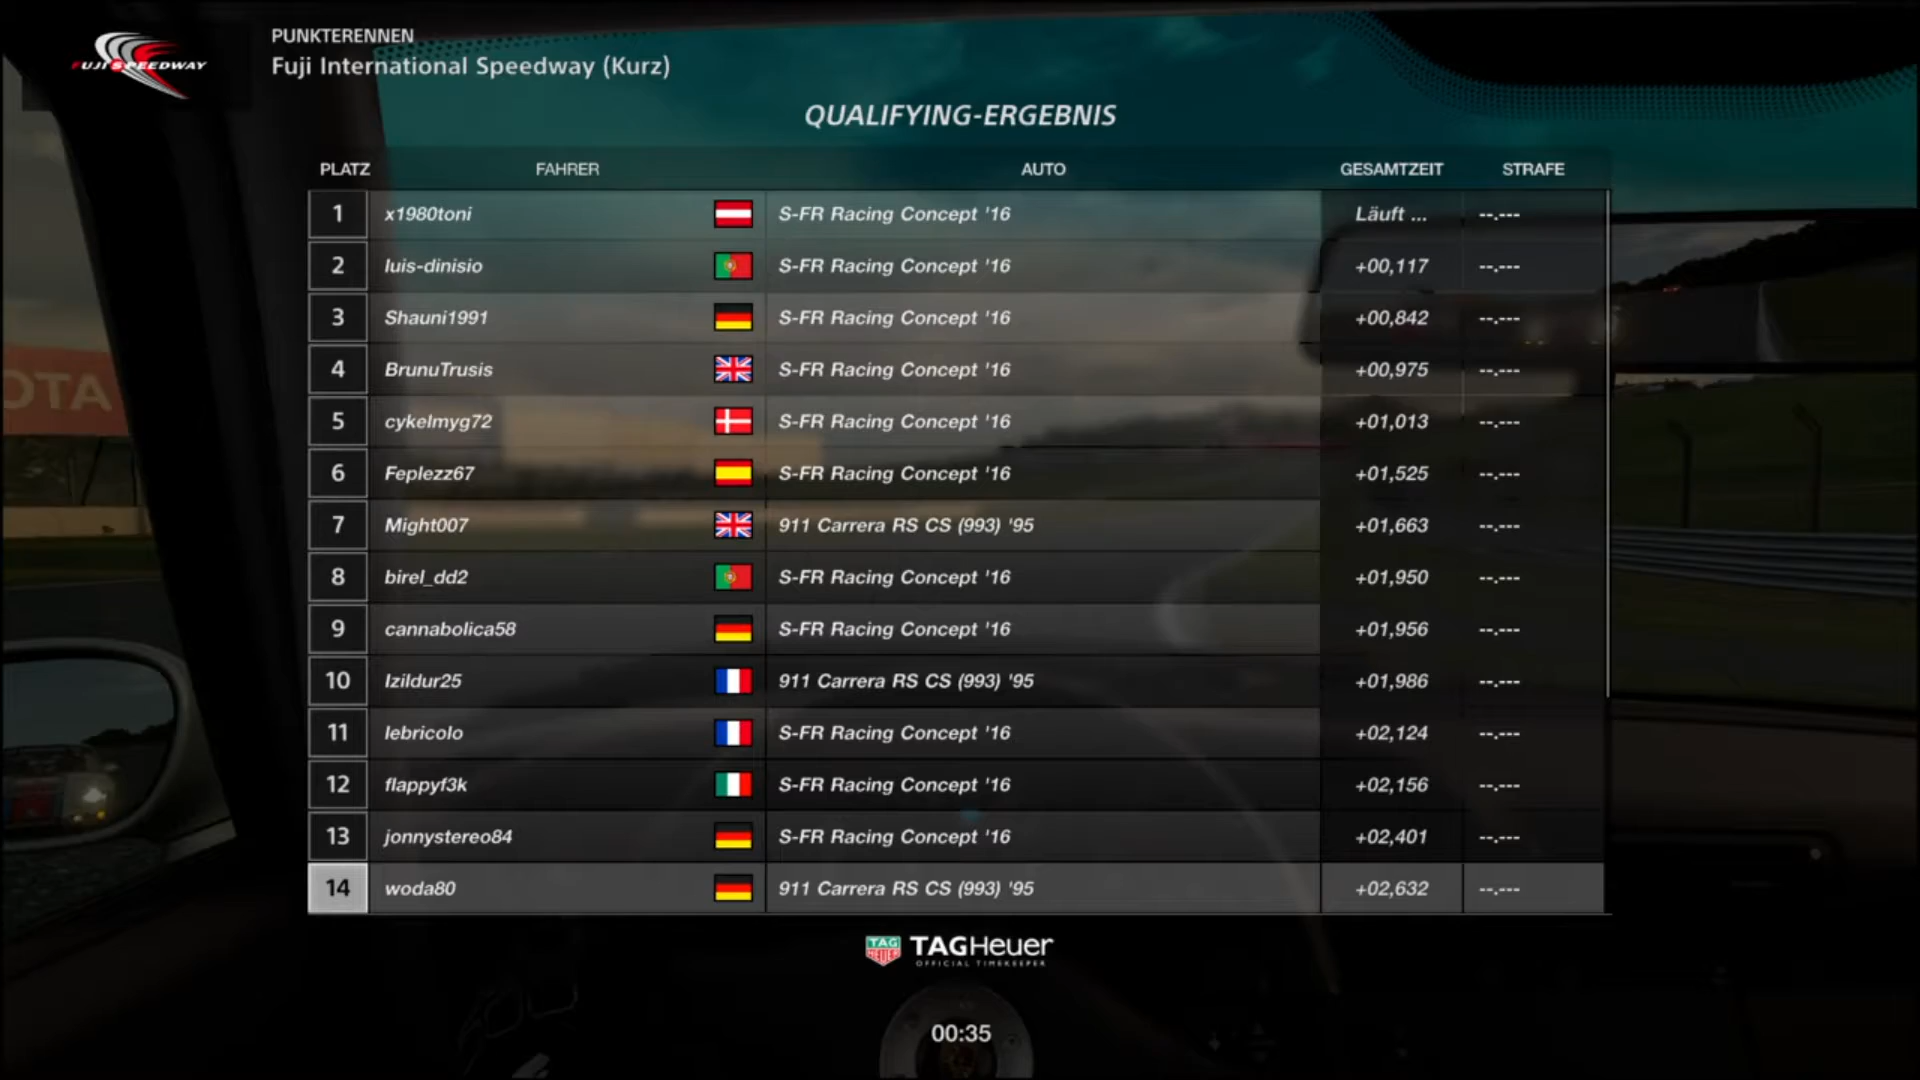 FUJI SPEEDWAY
PUNKTERENNEN
Fuji International Speedway (Kurz)
QUALIFYING-ERGEBNIS
PLATZ FAHRER AUTO GESAMTZEIT STRAFE
1 x1980toni S-FR Racing Concept '16 Läuft ... --.---
2 luis-dinisio S-FR Racing Concept '16 +00,117 --.---
3 Shauni1991 S-FR Racing Concept '16 +00,842 --.---
4 BrunuTrusis S-FR Racing Concept '16 +00,975 --.---
5 cykelmyg72 S-FR Racing Concept '16 +01,013 --.---
6 Feplezz67 S-FR Racing Concept '16 +01,525 --.---
7 Might007 911 Carrera RS CS (993) '95 +01,663 --.---
8 birel_dd2 S-FR Racing Concept '16 +01,950 --.---
9 cannabolica58 S-FR Racing Concept '16 +01,956 --.---
10 Izildur25 911 Carrera RS CS (993) '95 +01,986 --.---
11 lebricolo S-FR Racing Concept '16 +02,124 --.---
12 flappyf3k S-FR Racing Concept '16 +02,156 --.---
13 jonnystereo84 S-FR Racing Concept '16 +02,401 --.---
14 woda80 911 Carrera RS CS (993) '95 +02,632 --.---
OTA
TAG HEUER TAGHeuer
OFFICIAL TIMEKEEPER
00:35